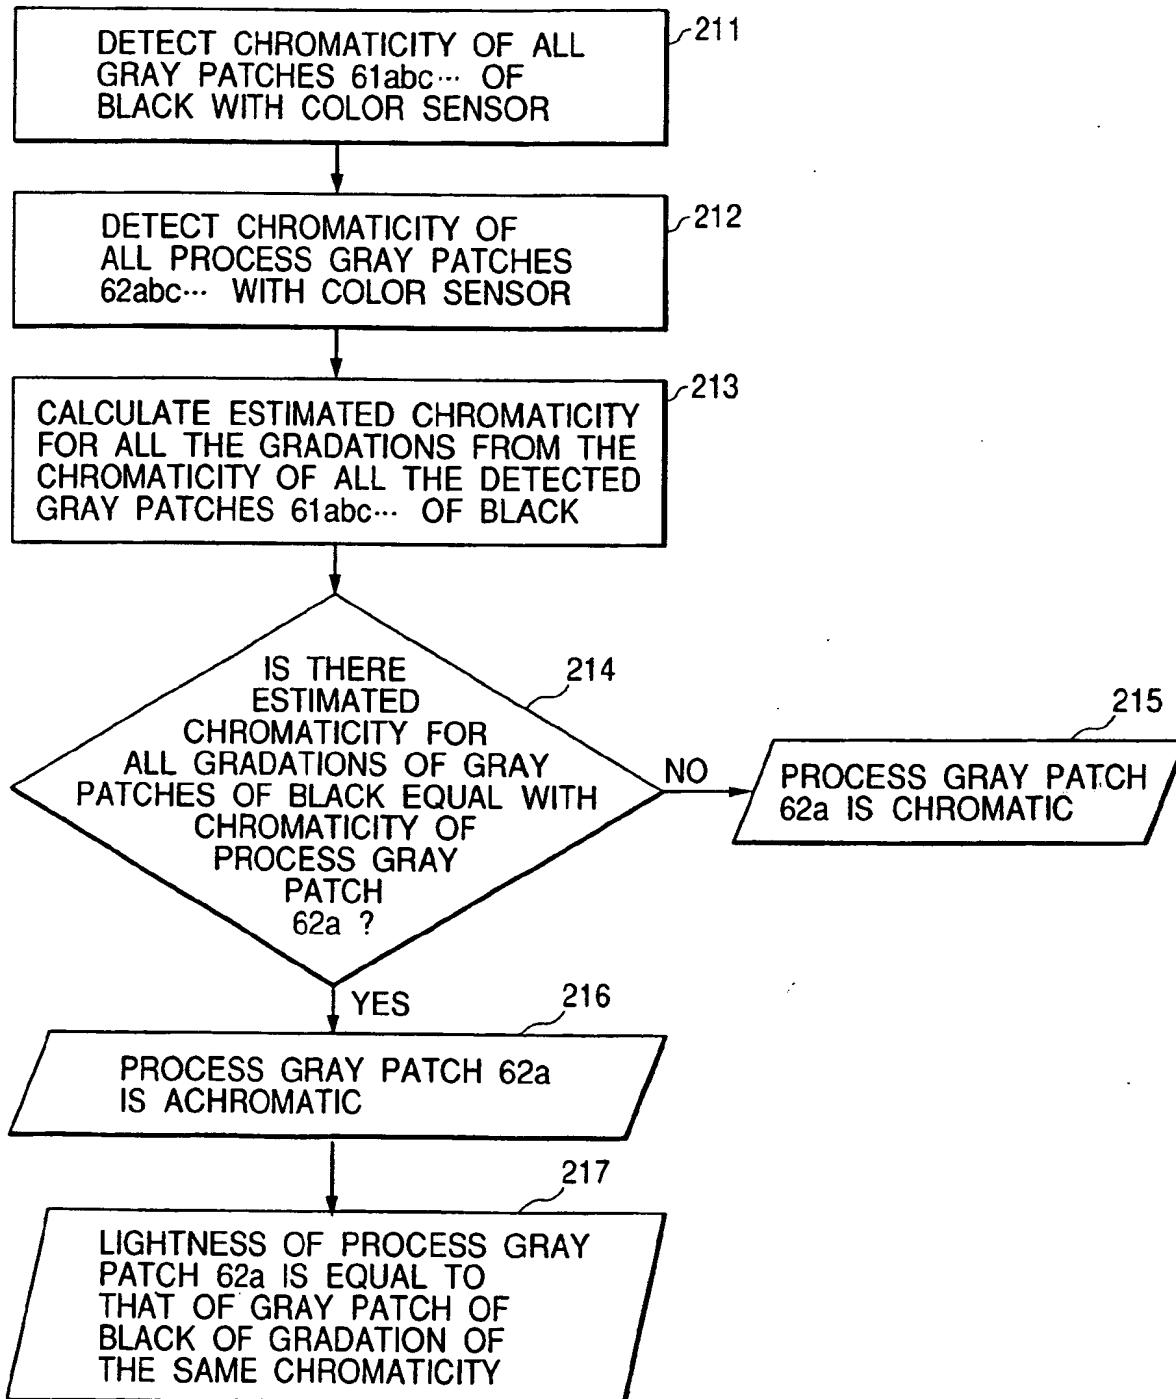 DETECT CHROMATICITY OF ALL
GRAY PATCHES 61abc··· OF
BLACK WITH COLOR SENSOR
211
DETECT CHROMATICITY OF
ALL PROCESS GRAY PATCHES
62abc··· WITH COLOR SENSOR
212
CALCULATE ESTIMATED CHROMATICITY
FOR ALL THE GRADATIONS FROM THE
CHROMATICITY OF ALL THE DETECTED
GRAY PATCHES 61abc··· OF BLACK
213
IS THERE
ESTIMATED
CHROMATICITY FOR
ALL GRADATIONS OF GRAY
PATCHES OF BLACK EQUAL WITH
CHROMATICITY OF
PROCESS GRAY
PATCH
62a ?
214
NO
215
PROCESS GRAY PATCH
62a IS CHROMATIC
YES
216
PROCESS GRAY PATCH 62a
IS ACHROMATIC
217
LIGHTNESS OF PROCESS GRAY
PATCH 62a IS EQUAL TO
THAT OF GRAY PATCH OF
BLACK OF GRADATION OF
THE SAME CHROMATICITY